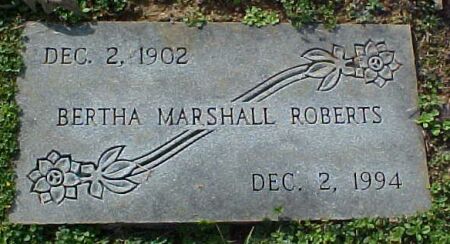 DEC. 2, 1902
BERTHA MARSHALL ROBERTS
DEC. 2, 1994